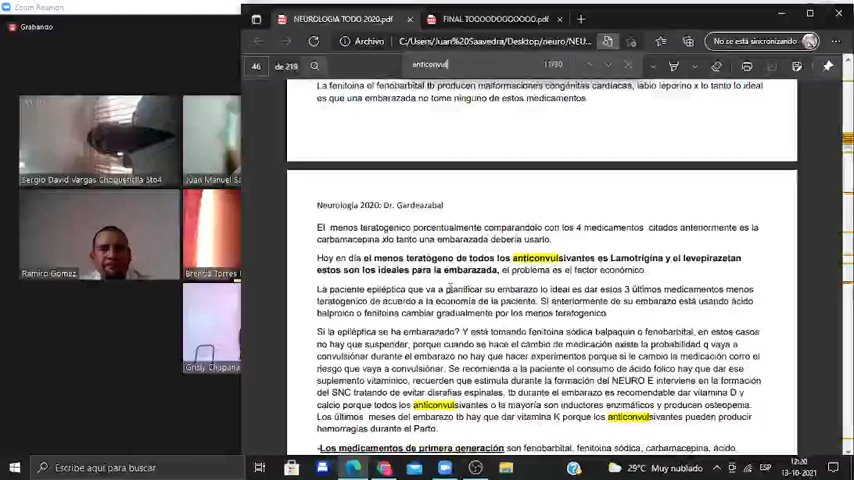 Zoom Reunión
Grabando
Sergio David Vargas Choquehilla 5to4
Juan Manuel Sa
Ramiro Gomez
Brenda Torres
Grisly Chapana
NEUROLOGIA TODO 2020.pdf
FINAL TOOOODOGOOOOO.pdf
Archivo
C:/Users/Juan%20Saavedra/Desktop/neuro/NEU...
No se está sincronizando
46 de 219
anticonvul
11/30
La fenitoina el fenobarbital tb producen malformaciones congénitas cardiacas, labio leporino x lo tanto lo ideal
es que una embarazada no tome ninguno de estos medicamentos
Neurologia 2020: Dr. Gardeazabal
El menos teratogenico porcentualmente comparandolo con los 4 medicamentos citados anteriormente es la
carbamacepina xlo tanto una embarazada debería usarlo.
Hoy en día el menos teratógeno de todos los anticonvulsivantes es Lamotrigina y el levepirazetan
estos son los ideales para la embarazada, el problema es el factor económico.
La paciente epiléptica que va a planificar su embarazo lo ideal es dar estos 3 últimos medicamentos menos
teratogenico de acuerdo a la economía de la paciente. Si anteriormente de su embarazo está usando ácido
balproico o fenitoina cambiar gradualmente por los menos teratogenico.
Si la epiléptica se ha embarazado? Y está tomando fenitoina sódica balpaquin o fenobarbital, en estos casos
no hay que suspender, porque cuando se hace el cambio de medicación existe la probabilidad q vaya a
convulsiónar durante el embarazo no hay que hacer experimentos porque si le cambio la medicación corro el
riesgo que vaya a convulsiónar. Se recomienda a la paciente el consumo de ácido fólico hay que dar ese
suplemento vitamínico, recuerden que estimula durante la formación del NEURO E interviene en la formación
del SNC tratando de evitar disrafias espinales, tb durante el embarazo es recomendable dar vitamina D y
calcio porque todos los anticonvulsivantes o la mayoría son inductores enzimáticos y producen osteopenia.
Los últimos meses del embarazo tb hay que dar vitamina K porque los anticonvulsivantes pueden producir
hemorragias durante el Parto.
-Los medicamentos de primera generación son fenobarbital, fenitoina sódica, carbamacepina, ácido
Escribe aquí para buscar
29°C Muy nublado
ESP
12:20
13-10-2021